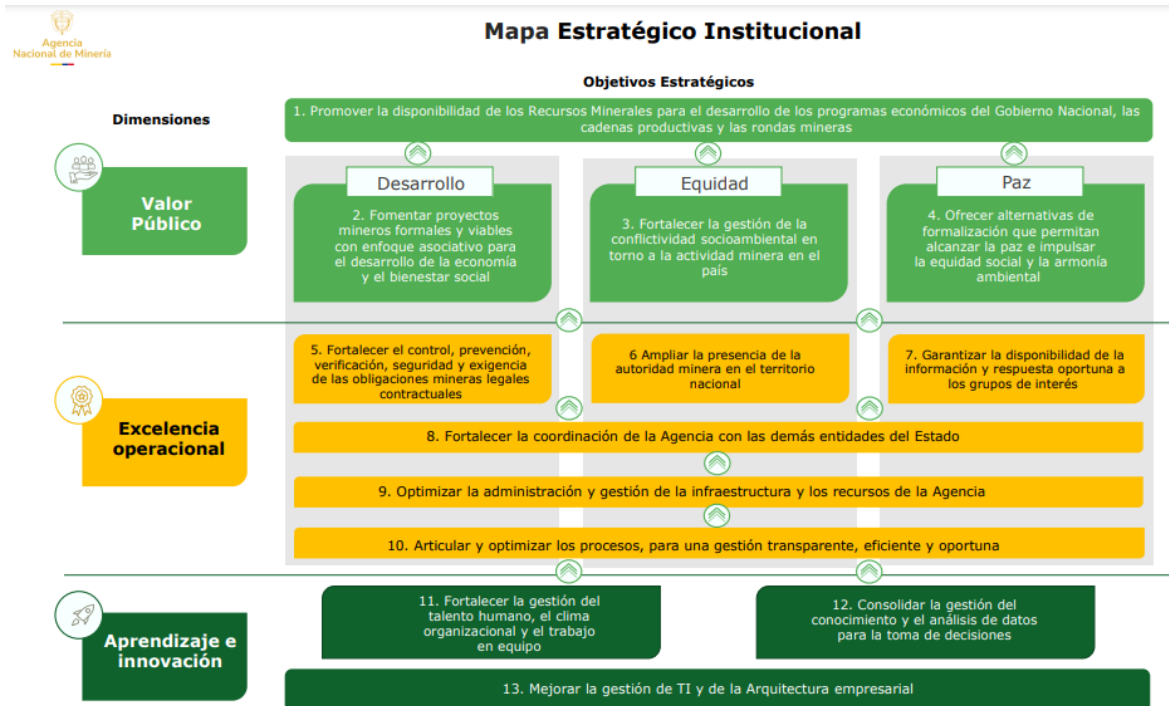 Agencia
Nacional de Minería
Mapa Estratégico Institucional
Objetivos Estratégicos
Dimensiones
1. Promover la disponibilidad de los Recursos Minerales para el desarrollo de los programas económicos del Gobierno Nacional, las
cadenas productivas y las rondas mineras
Valor
Público
Desarrollo
2. Fomentar proyectos
mineros formales y viables
con enfoque asociativo para
el desarrollo de la economía
y el bienestar social
Equidad
3. Fortalecer la gestión de la
conflictividad socioambiental en
torno a la actividad minera en el
país
Paz
4. Ofrecer alternativas de
formalización que permitan
alcanzar la paz e impulsar
la equidad social y la armonía
ambiental
Excelencia
operacional
5. Fortalecer el control, prevención,
verificación, seguridad y exigencia
de las obligaciones mineras legales
contractuales
6 Ampliar la presencia de la
autoridad minera en el territorio
nacional
7. Garantizar la disponibilidad de la
información y respuesta oportuna a
los grupos de interés
8. Fortalecer la coordinación de la Agencia con las demás entidades del Estado
9. Optimizar la administración y gestión de la infraestructura y los recursos de la Agencia
10. Articular y optimizar los procesos, para una gestión transparente, eficiente y oportuna
Aprendizaje e
innovación
11. Fortalecer la gestión del
talento humano, el clima
organizacional y el trabajo
en equipo
12. Consolidar la gestión del
conocimiento y el análisis de datos
para la toma de decisiones
13. Mejorar la gestión de TI y de la Arquitectura empresarial